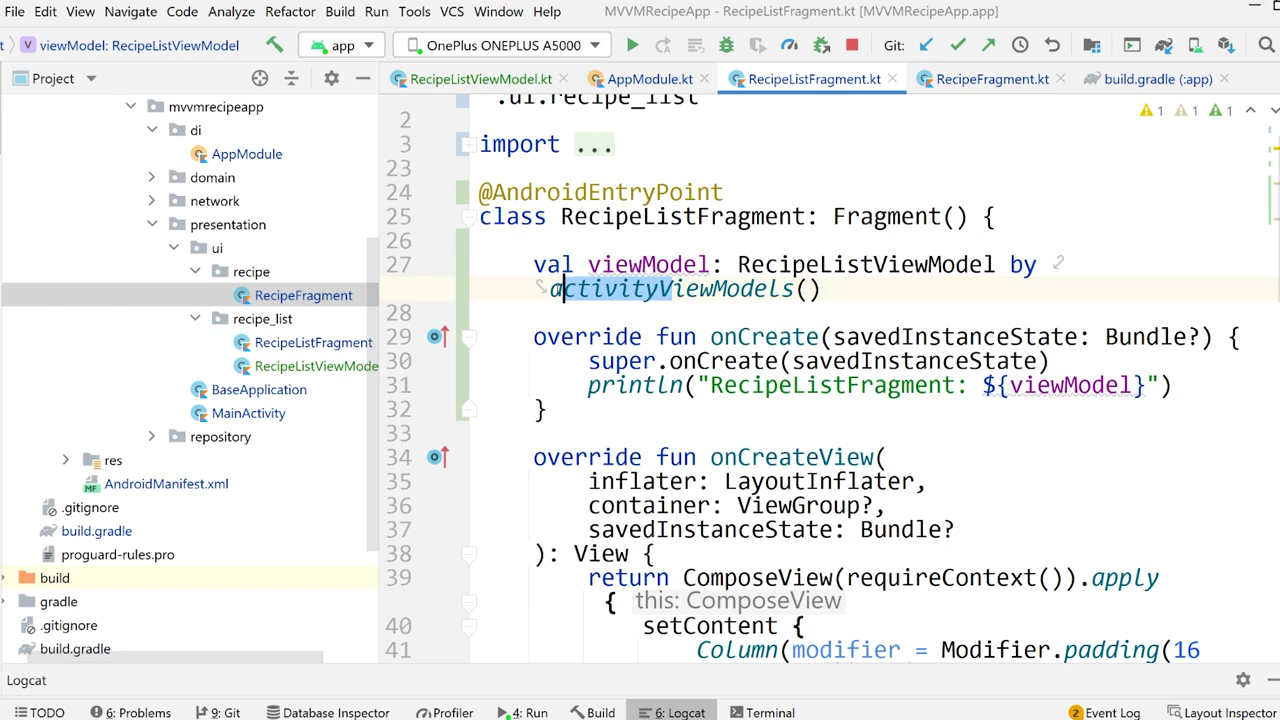 File Edit View Navigate Code Analyze Refactor Build Run Tools VCS Window Help MVVMRecipeApp - RecipeListFragment.kt [MVVMRecipeApp.app]
viewModel: RecipeListViewModel app OnePlus ONEPLUS A5000 Git:
Project RecipeListViewModel.kt AppModule.kt RecipeListFragment.kt RecipeFragment.kt build.gradle (:app)
mvvmrecipeapp
di
AppModule
domain
network
presentation
ui
recipe
RecipeFragment
recipe_list
RecipeListFragment
RecipeListViewMode
BaseApplication
MainActivity
repository
res
AndroidManifest.xml
.gitignore
build.gradle
proguard-rules.pro
build
gradle
.gitignore
build.gradle
1 1 1
.ui.recipe_list
2
3 import ...
23
24 @AndroidEntryPoint
25 class RecipeListFragment: Fragment() {
26
27 val viewModel: RecipeListViewModel by
activityViewModels()
28
29 override fun onCreate(savedInstanceState: Bundle?) {
30 super.onCreate(savedInstanceState)
31 println("RecipeListFragment: ${viewModel}")
32 }
33
34 override fun onCreateView(
35 inflater: LayoutInflater,
36 container: ViewGroup?,
37 savedInstanceState: Bundle?
38 ): View {
39 return ComposeView(requireContext()).apply
{ this: ComposeView
40 setContent {
41 Column(modifier = Modifier.padding(16
Logcat
TODO 6: Problems 9: Git Database Inspector Profiler 4: Run Build 6: Logcat Terminal 2 Event Log Layout Inspector